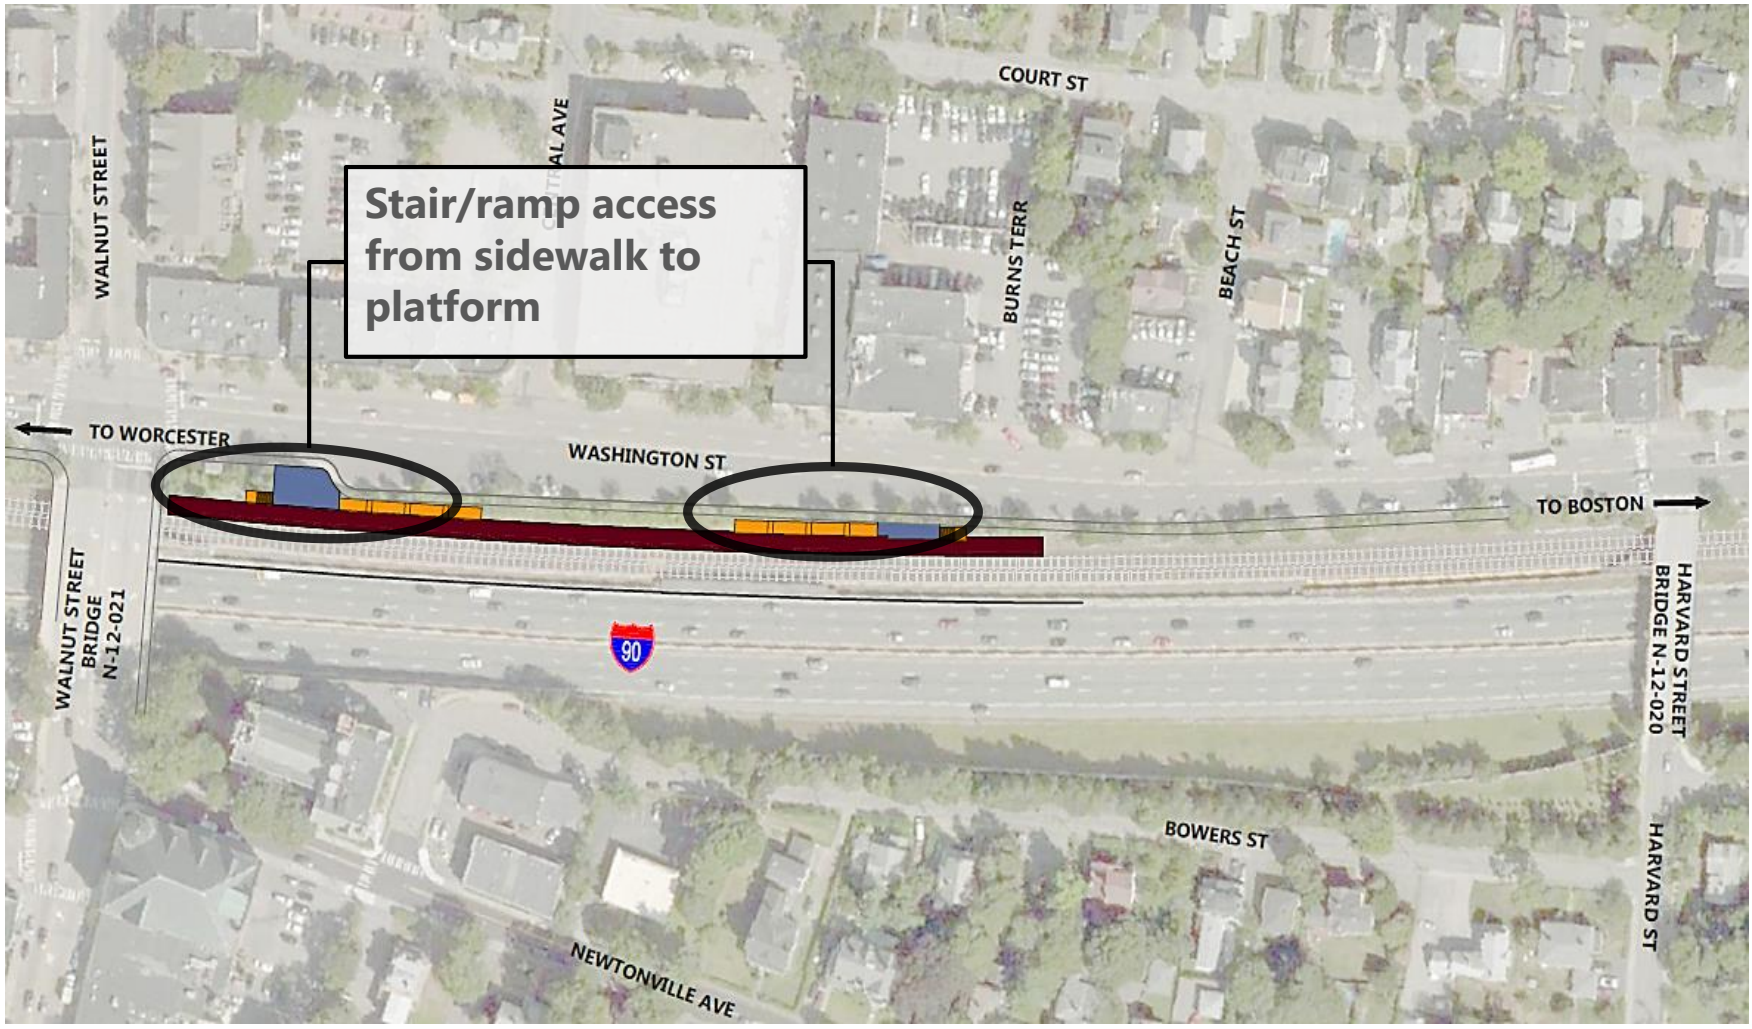 COURT ST
WALNUT STREET
AL AVE
Stair/ramp access
from sidewalk to
platform
BURNS TERR
BEACH ST
TO WORCESTER
WASHINGTON ST
TO BOSTON
WALNUT STREET
BRIDGE
N-12-021
90
HARVARD STREET
BRIDGE N-12-020
BOWERS ST
HARVARD ST
NEWTONVILLE AVE